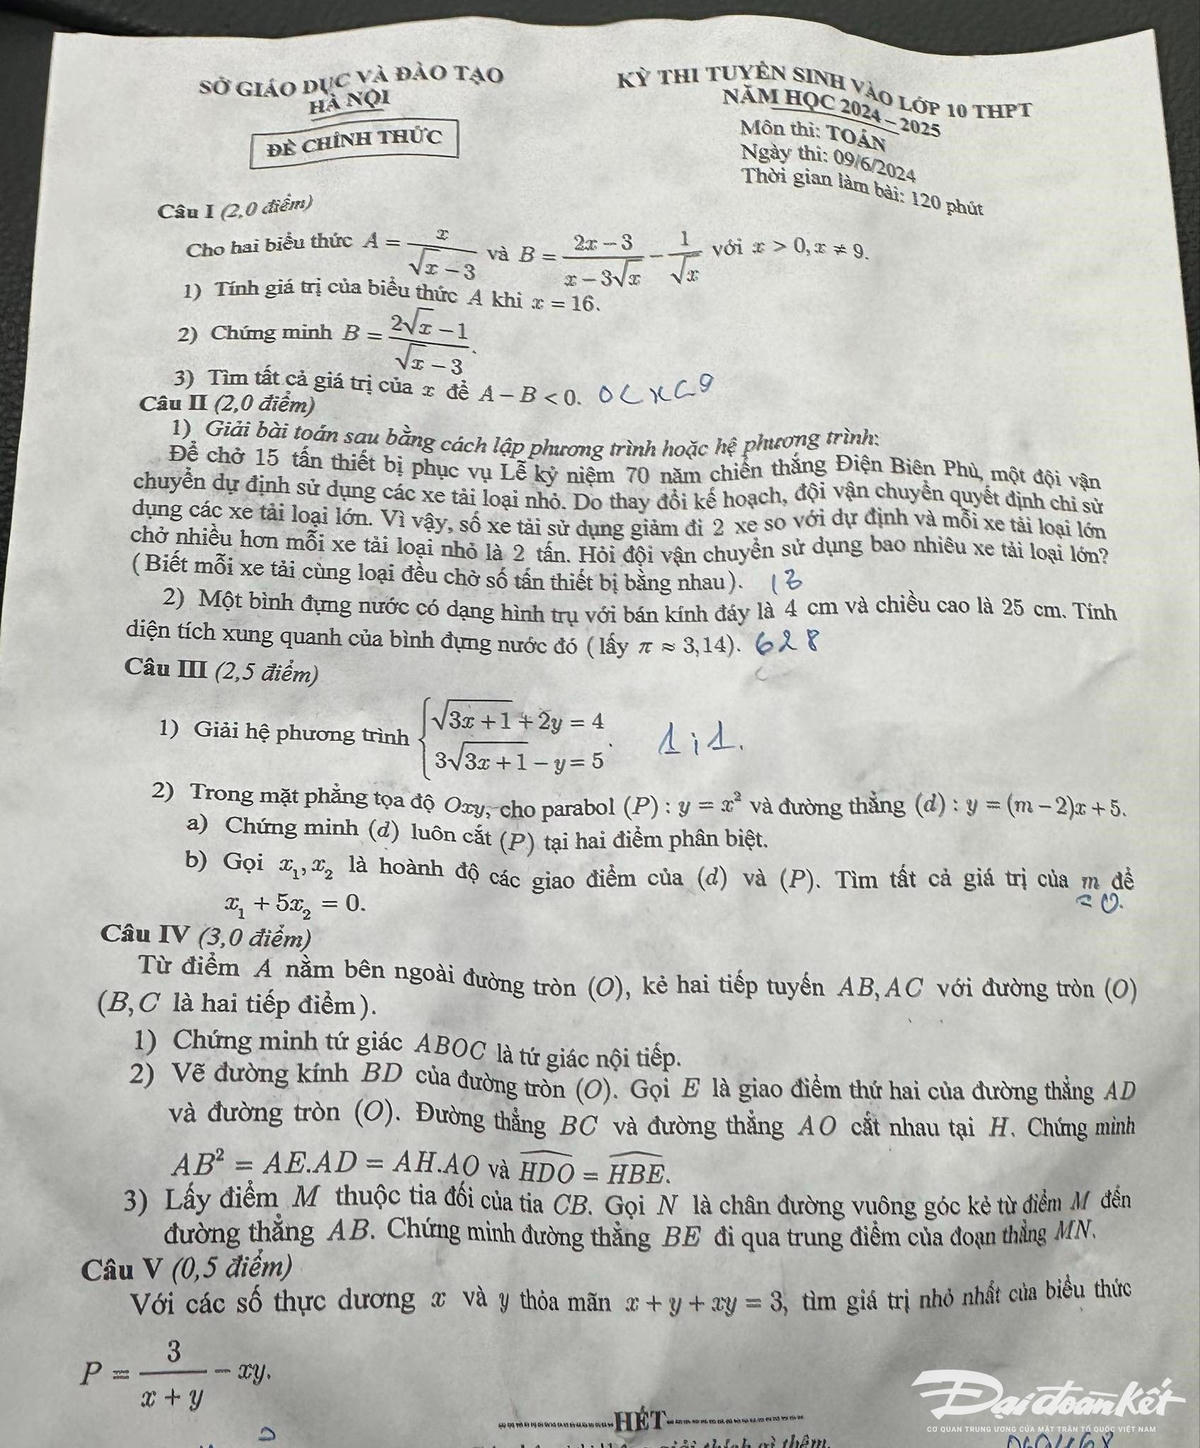 SỞ GIÁO DỤC VÀ ĐÀO TẠO
HÀ NỘI
ĐỀ CHÍNH THỨC
KỲ THI TUYỂN SINH VÀO LỚP 10 THPT
NĂM HỌC 2024 – 2025
Môn thi: TOÁN
Ngày thi: 09/6/2024
Thời gian làm bài: 120 phút
Câu I (2,0 điểm)
Cho hai biểu thức A = x/(√x − 3) và B = (2x − 3)/(x − 3√x) − 1/√x với x > 0, x ≠ 9.
1) Tính giá trị của biểu thức A khi x = 16.
2) Chứng minh B = (2√x − 1)/(√x − 3).
3) Tìm tất cả giá trị của x để A − B < 0. 0<x<9
Câu II (2,0 điểm)
1) Giải bài toán sau bằng cách lập phương trình hoặc hệ phương trình:
Để chở 15 tấn thiết bị phục vụ Lễ kỷ niệm 70 năm chiến thắng Điện Biên Phủ, một đội vận
chuyển dự định sử dụng các xe tải loại nhỏ. Do thay đổi kế hoạch, đội vận chuyển quyết định chỉ sử
dụng các xe tải loại lớn. Vì vậy, số xe tải sử dụng giảm đi 2 xe so với dự định và mỗi xe tải loại lớn
chở nhiều hơn mỗi xe tải loại nhỏ là 2 tấn. Hỏi đội vận chuyển sử dụng bao nhiêu xe tải loại lớn?
(Biết mỗi xe tải cùng loại đều chở số tấn thiết bị bằng nhau).
2) Một bình đựng nước có dạng hình trụ với bán kính đáy là 4 cm và chiều cao là 25 cm. Tính
diện tích xung quanh của bình đựng nước đó (lấy π ≈ 3,14). 628
Câu III (2,5 điểm)
1) Giải hệ phương trình { √(3x + 1) + 2y = 4
3√(3x + 1) − y = 5 . 1;1.
2) Trong mặt phẳng tọa độ Oxy, cho parabol (P) : y = x² và đường thẳng (d) : y = (m − 2)x + 5.
a) Chứng minh (d) luôn cắt (P) tại hai điểm phân biệt.
b) Gọi x₁, x₂ là hoành độ các giao điểm của (d) và (P). Tìm tất cả giá trị của m để
x₁ + 5x₂ = 0. = 0.
Câu IV (3,0 điểm)
Từ điểm A nằm bên ngoài đường tròn (O), kẻ hai tiếp tuyến AB, AC với đường tròn (O)
(B, C là hai tiếp điểm).
1) Chứng minh tứ giác ABOC là tứ giác nội tiếp.
2) Vẽ đường kính BD của đường tròn (O). Gọi E là giao điểm thứ hai của đường thẳng AD
và đường tròn (O). Đường thẳng BC và đường thẳng AO cắt nhau tại H. Chứng minh
AB² = AE.AD = AH.AO và HDO = HBE.
3) Lấy điểm M thuộc tia đối của tia CB. Gọi N là chân đường vuông góc kẻ từ điểm M đến
đường thẳng AB. Chứng minh đường thẳng BE đi qua trung điểm của đoạn thẳng MN.
Câu V (0,5 điểm)
Với các số thực dương x và y thỏa mãn x + y + xy = 3, tìm giá trị nhỏ nhất của biểu thức
P = 3/(x + y) − xy.
HẾT
Đại đoàn kết
CƠ QUAN TRUNG ƯƠNG CỦA MẶT TRẬN TỔ QUỐC VIỆT NAM